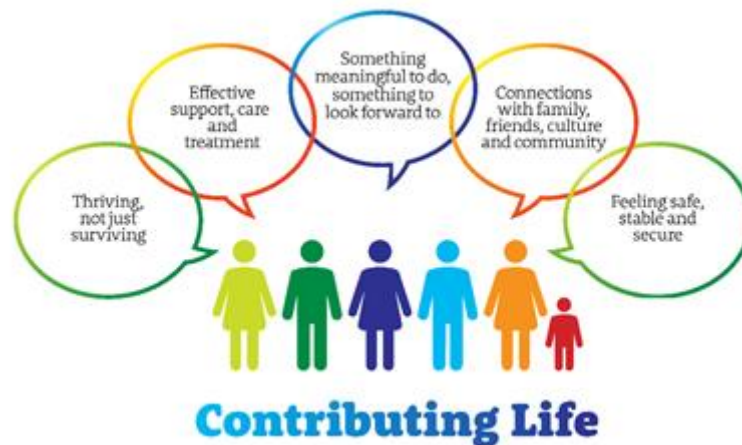 Thriving,
not just
surviving
Effective
support, care
and
treatment
Something
meaningful to do,
something to
look forward to
Connections
with family,
friends, culture
and community
Feeling safe,
stable and
secure
Contributing Life